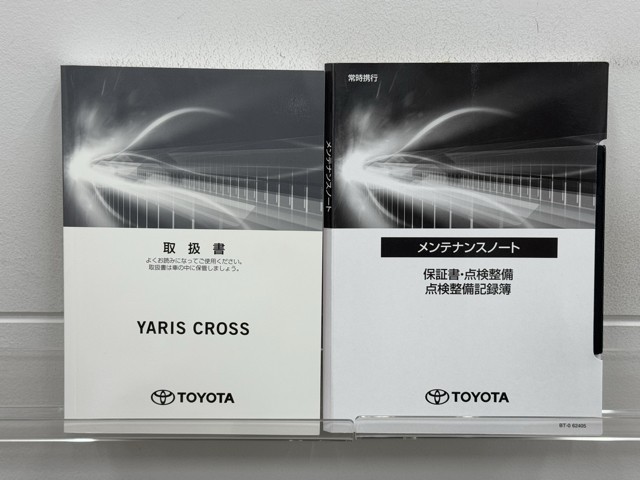 取扱書
よくお読みになってご使用ください。
取扱書は車の中に保管しましょう。
YARIS CROSS
TOYOTA
メンテナンスノート
常時携行
メンテナンスノート
保証書・点検整備
点検整備記録簿
TOYOTA